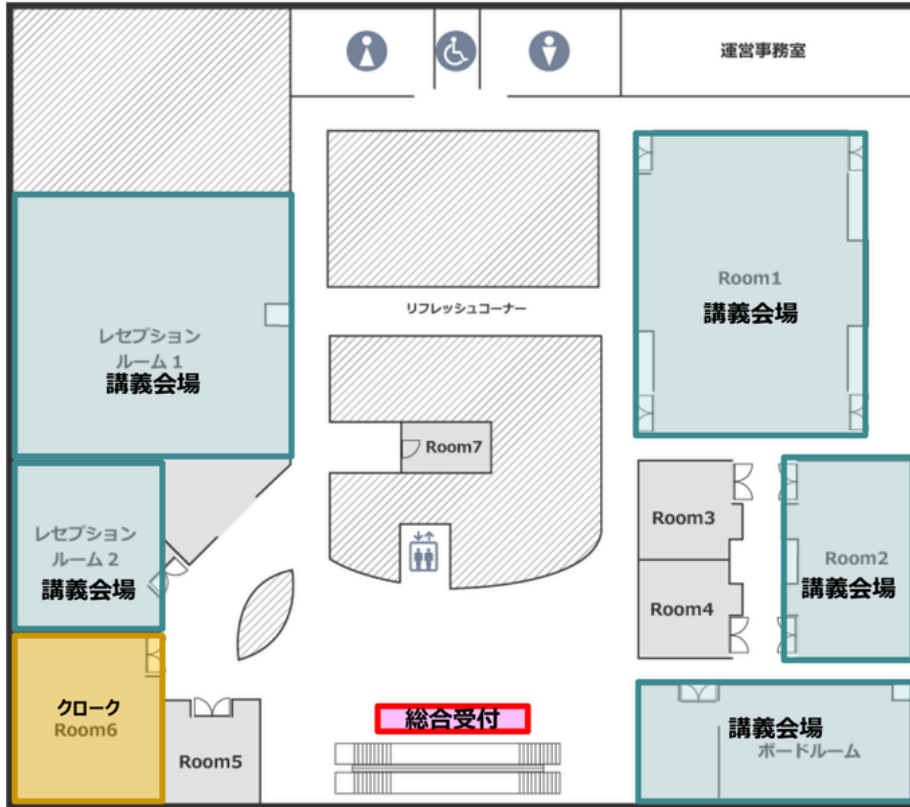 運営事務室
Room1
講義会場
リフレッシュコーナー
レセプション
ルーム 1
講義会場
Room7
レセプション
ルーム 2
講義会場
Room3
Room4
Room2
講義会場
クローク
Room6
Room5
総合受付
講義会場
ボードルーム